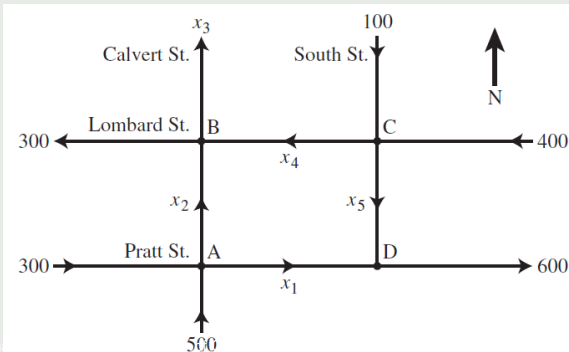 x3 100
Calvert St. South St.
N
Lombard St. B C
300 400
x4
x2 x5
Pratt St. A D
300 600
x1
500